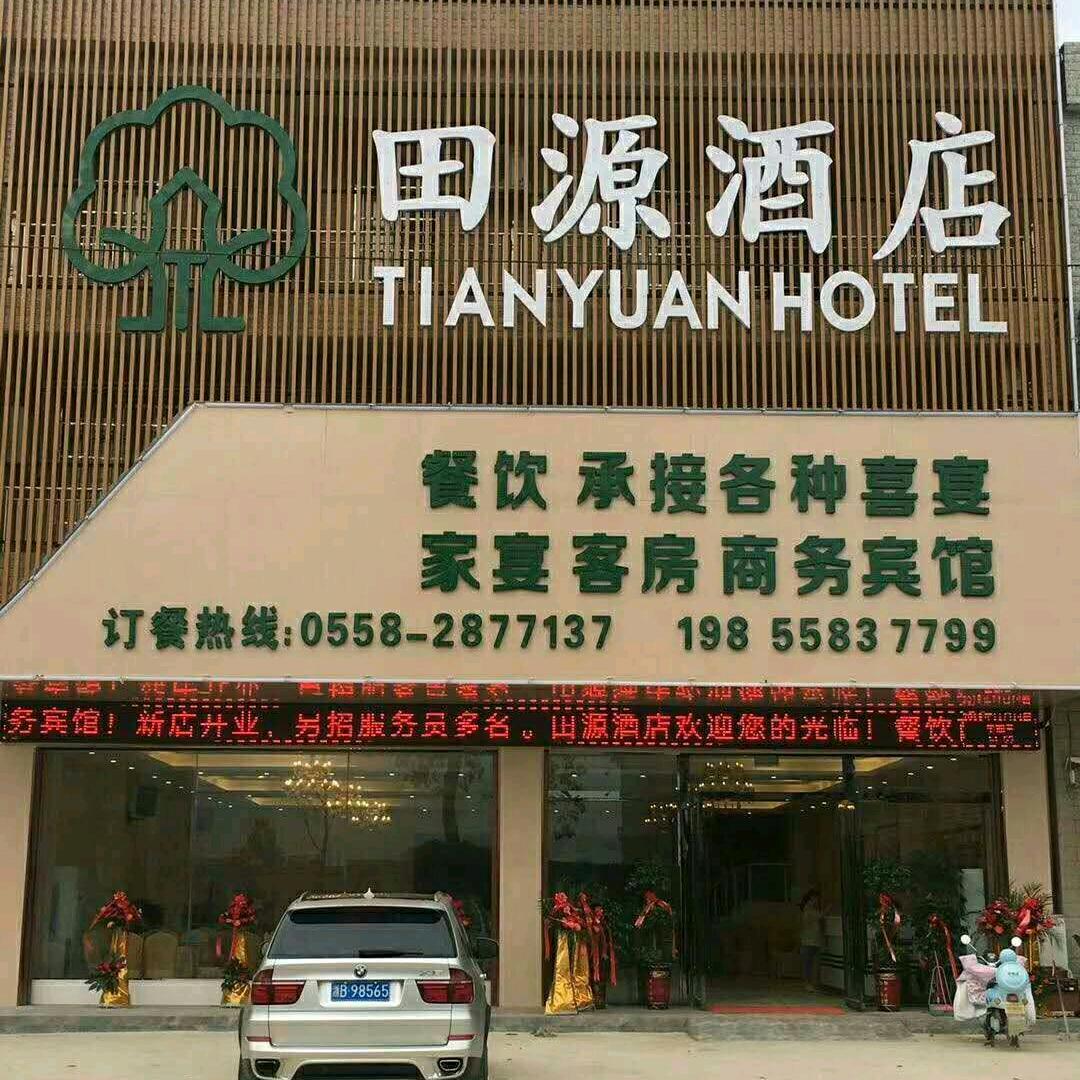 田源酒店
TIANYUAN HOTEL
餐饮 承接各种喜宴
家宴 客房 商务宾馆
订餐热线:0558-2877137 198 5583 7799
务宾馆！新店开业，另招服务员多名。田源酒店欢迎您的光临！餐饮
B·98565